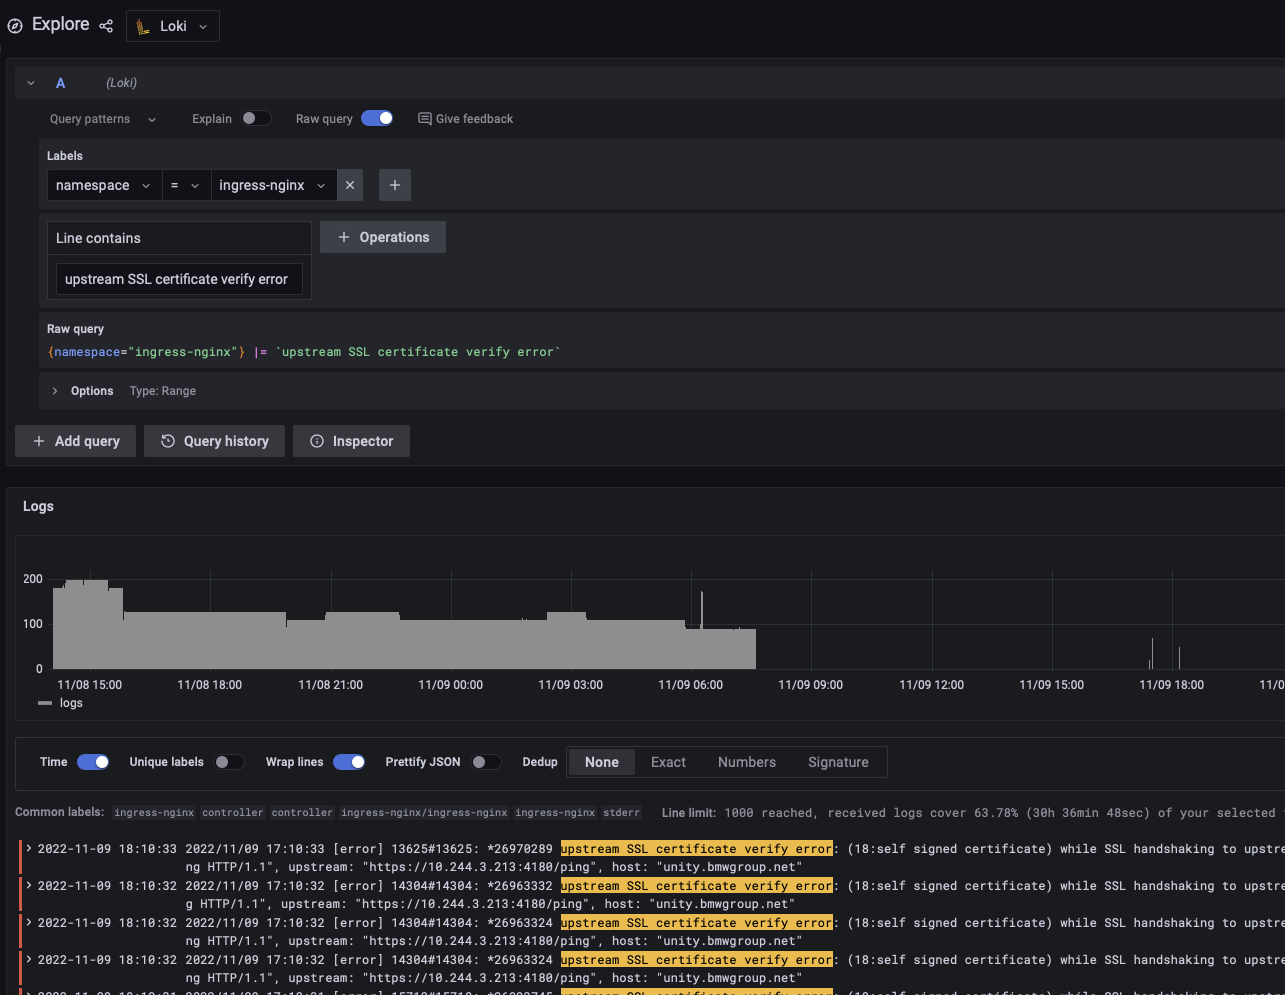 Explore Loki
A (Loki)
Query patterns Explain Raw query Give feedback
Labels
namespace = ingress-nginx
Line contains + Operations
upstream SSL certificate verify error
Raw query
{namespace="ingress-nginx"} |= `upstream SSL certificate verify error`
Options Type: Range
+ Add query Query history Inspector
Logs
200
100
0
11/08 15:00 11/08 18:00 11/08 21:00 11/09 00:00 11/09 03:00 11/09 06:00 11/09 09:00 11/09 12:00 11/09 15:00 11/09 18:00 11/0
logs
Time Unique labels Wrap lines Prettify JSON Dedup None Exact Numbers Signature
Common labels: ingress-nginx controller controller ingress-nginx/ingress-nginx ingress-nginx stderr Line limit: 1000 reached, received logs cover 63.78% (30h 36min 48sec) of your selected
2022-11-09 18:10:33 2022/11/09 17:10:33 [error] 13625#13625: *26970289 upstream SSL certificate verify error: (18:self signed certificate) while SSL handshaking to upstre
ng HTTP/1.1", upstream: "https://10.244.3.213:4180/ping", host: "unity.bmwgroup.net"
2022-11-09 18:10:32 2022/11/09 17:10:32 [error] 14304#14304: *26963332 upstream SSL certificate verify error: (18:self signed certificate) while SSL handshaking to upstre
g HTTP/1.1", upstream: "https://10.244.3.213:4180/ping", host: "unity.bmwgroup.net"
2022-11-09 18:10:32 2022/11/09 17:10:32 [error] 14304#14304: *26963324 upstream SSL certificate verify error: (18:self signed certificate) while SSL handshaking to upstre
ng HTTP/1.1", upstream: "https://10.244.3.213:4180/ping", host: "unity.bmwgroup.net"
2022-11-09 18:10:32 2022/11/09 17:10:32 [error] 14304#14304: *26963324 upstream SSL certificate verify error: (18:self signed certificate) while SSL handshaking to upstre
ng HTTP/1.1", upstream: "https://10.244.3.213:4180/ping", host: "unity.bmwgroup.net"